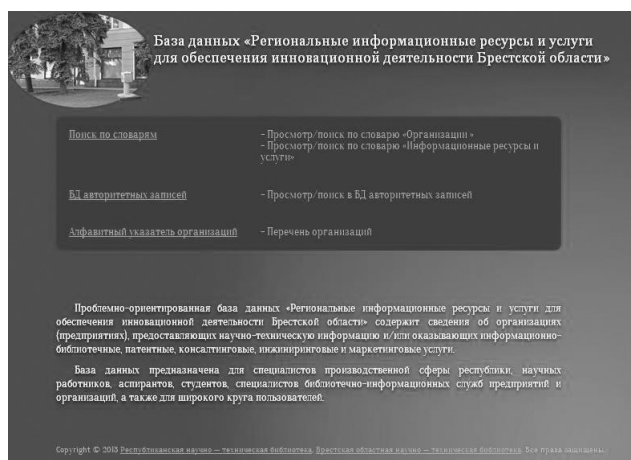 База данных «Региональные информационные ресурсы и услуги
для обеспечения инновационной деятельности Брестской области»
Поиск по словарям
- Просмотр/поиск по словарю «Организации »
- Просмотр/поиск по словарю «Информационные ресурсы и
услуги»
БД авторитетных записей
- Просмотр/поиск в БД авторитетных записей
Алфавитный указатель организаций
- Перечень организаций
Проблемно-ориентированная база данных «Региональные информационные ресурсы и услуги для
обеспечения инновационной деятельности Брестской области» содержит сведения об организациях
(предприятиях), предоставляющих научно-техническую информацию и/или оказывающих информационно-
библиотечные, патентные, консалтинговые, инжиниринговые и маркетинговые услуги.
База данных предназначена для специалистов производственной сферы республики, научных
работников, аспирантов, студентов, специалистов библиотечно-информационных служб предприятий и
организаций, а также для широкого круга пользователей.
Copyright © 2013 Республиканская научно – техническая библиотека, Брестская областная научно – техническая библиотека. Все права защищены.